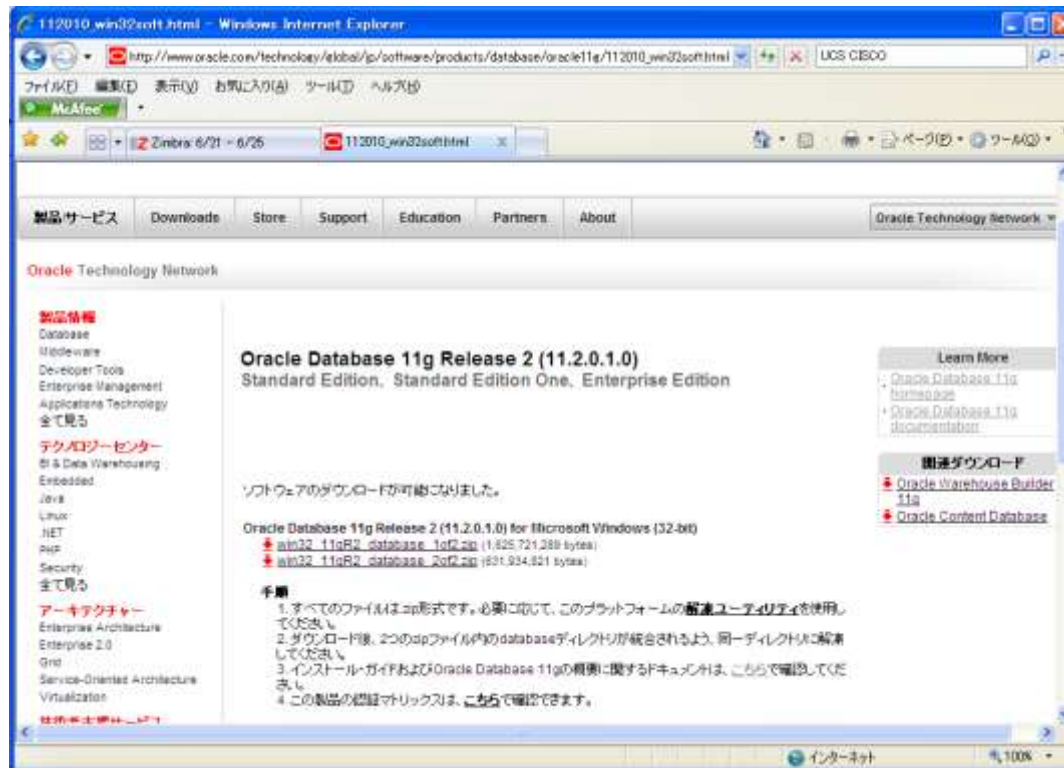 112010_win32soft.html - Windows Internet Explorer
http://www.oracle.com/technology/global/jp/software/products/database/oracle11g/112010_win32soft.html
UCS CISCO
ファイル(F) 編集(E) 表示(V) お気に入り(A) ツール(T) ヘルプ(H)
McAfee
Zimbra: 6/21 - 6/25
112010_win32soft.html
ページ(P) ツール(O)
製品/サービス Downloads Store Support Education Partners About
Oracle Technology Network
Oracle Technology Network
製品情報
Database
Middleware
Developer Tools
Enterprise Management
Applications Technology
全て見る
テクノロジーセンター
BI & Data Warehousing
Embedded
Java
Linux
.NET
PHP
Security
全て見る
アーキテクチャー
Enterprise Architecture
Enterprise 2.0
Grid
Service-Oriented Architecture
Virtualization
Oracle Database 11g Release 2 (11.2.0.1.0)
Standard Edition, Standard Edition One, Enterprise Edition
ソフトウェアのダウンロードが可能になりました。
Oracle Database 11g Release 2 (11.2.0.1.0) for Microsoft Windows (32-bit)
win32_11gR2_database_1of2.zip (1,625,721,289 bytes)
win32_11gR2_database_2of2.zip (631,934,821 bytes)
手順
1. すべてのファイルは.zip形式です。必要に応じて、このプラットフォームの解凍ユーティリティを使用し
てください。
2. ダウンロード後、2つのzipファイル内のdatabaseディレクトリが統合されるよう、同一ディレクトリに解凍
してください。
3. インストール・ガイドおよびOracle Database 11gの概要に関するドキュメントは、こちらで確認してくだ
さい。
4. この製品の認証マトリックスは、こちらで確認できます。
Learn More
Oracle Database 11g
homepage
Oracle Database 11g
documentation
関連ダウンロード
Oracle Warehouse Builder
11g
Oracle Content Database
インターネット
100%